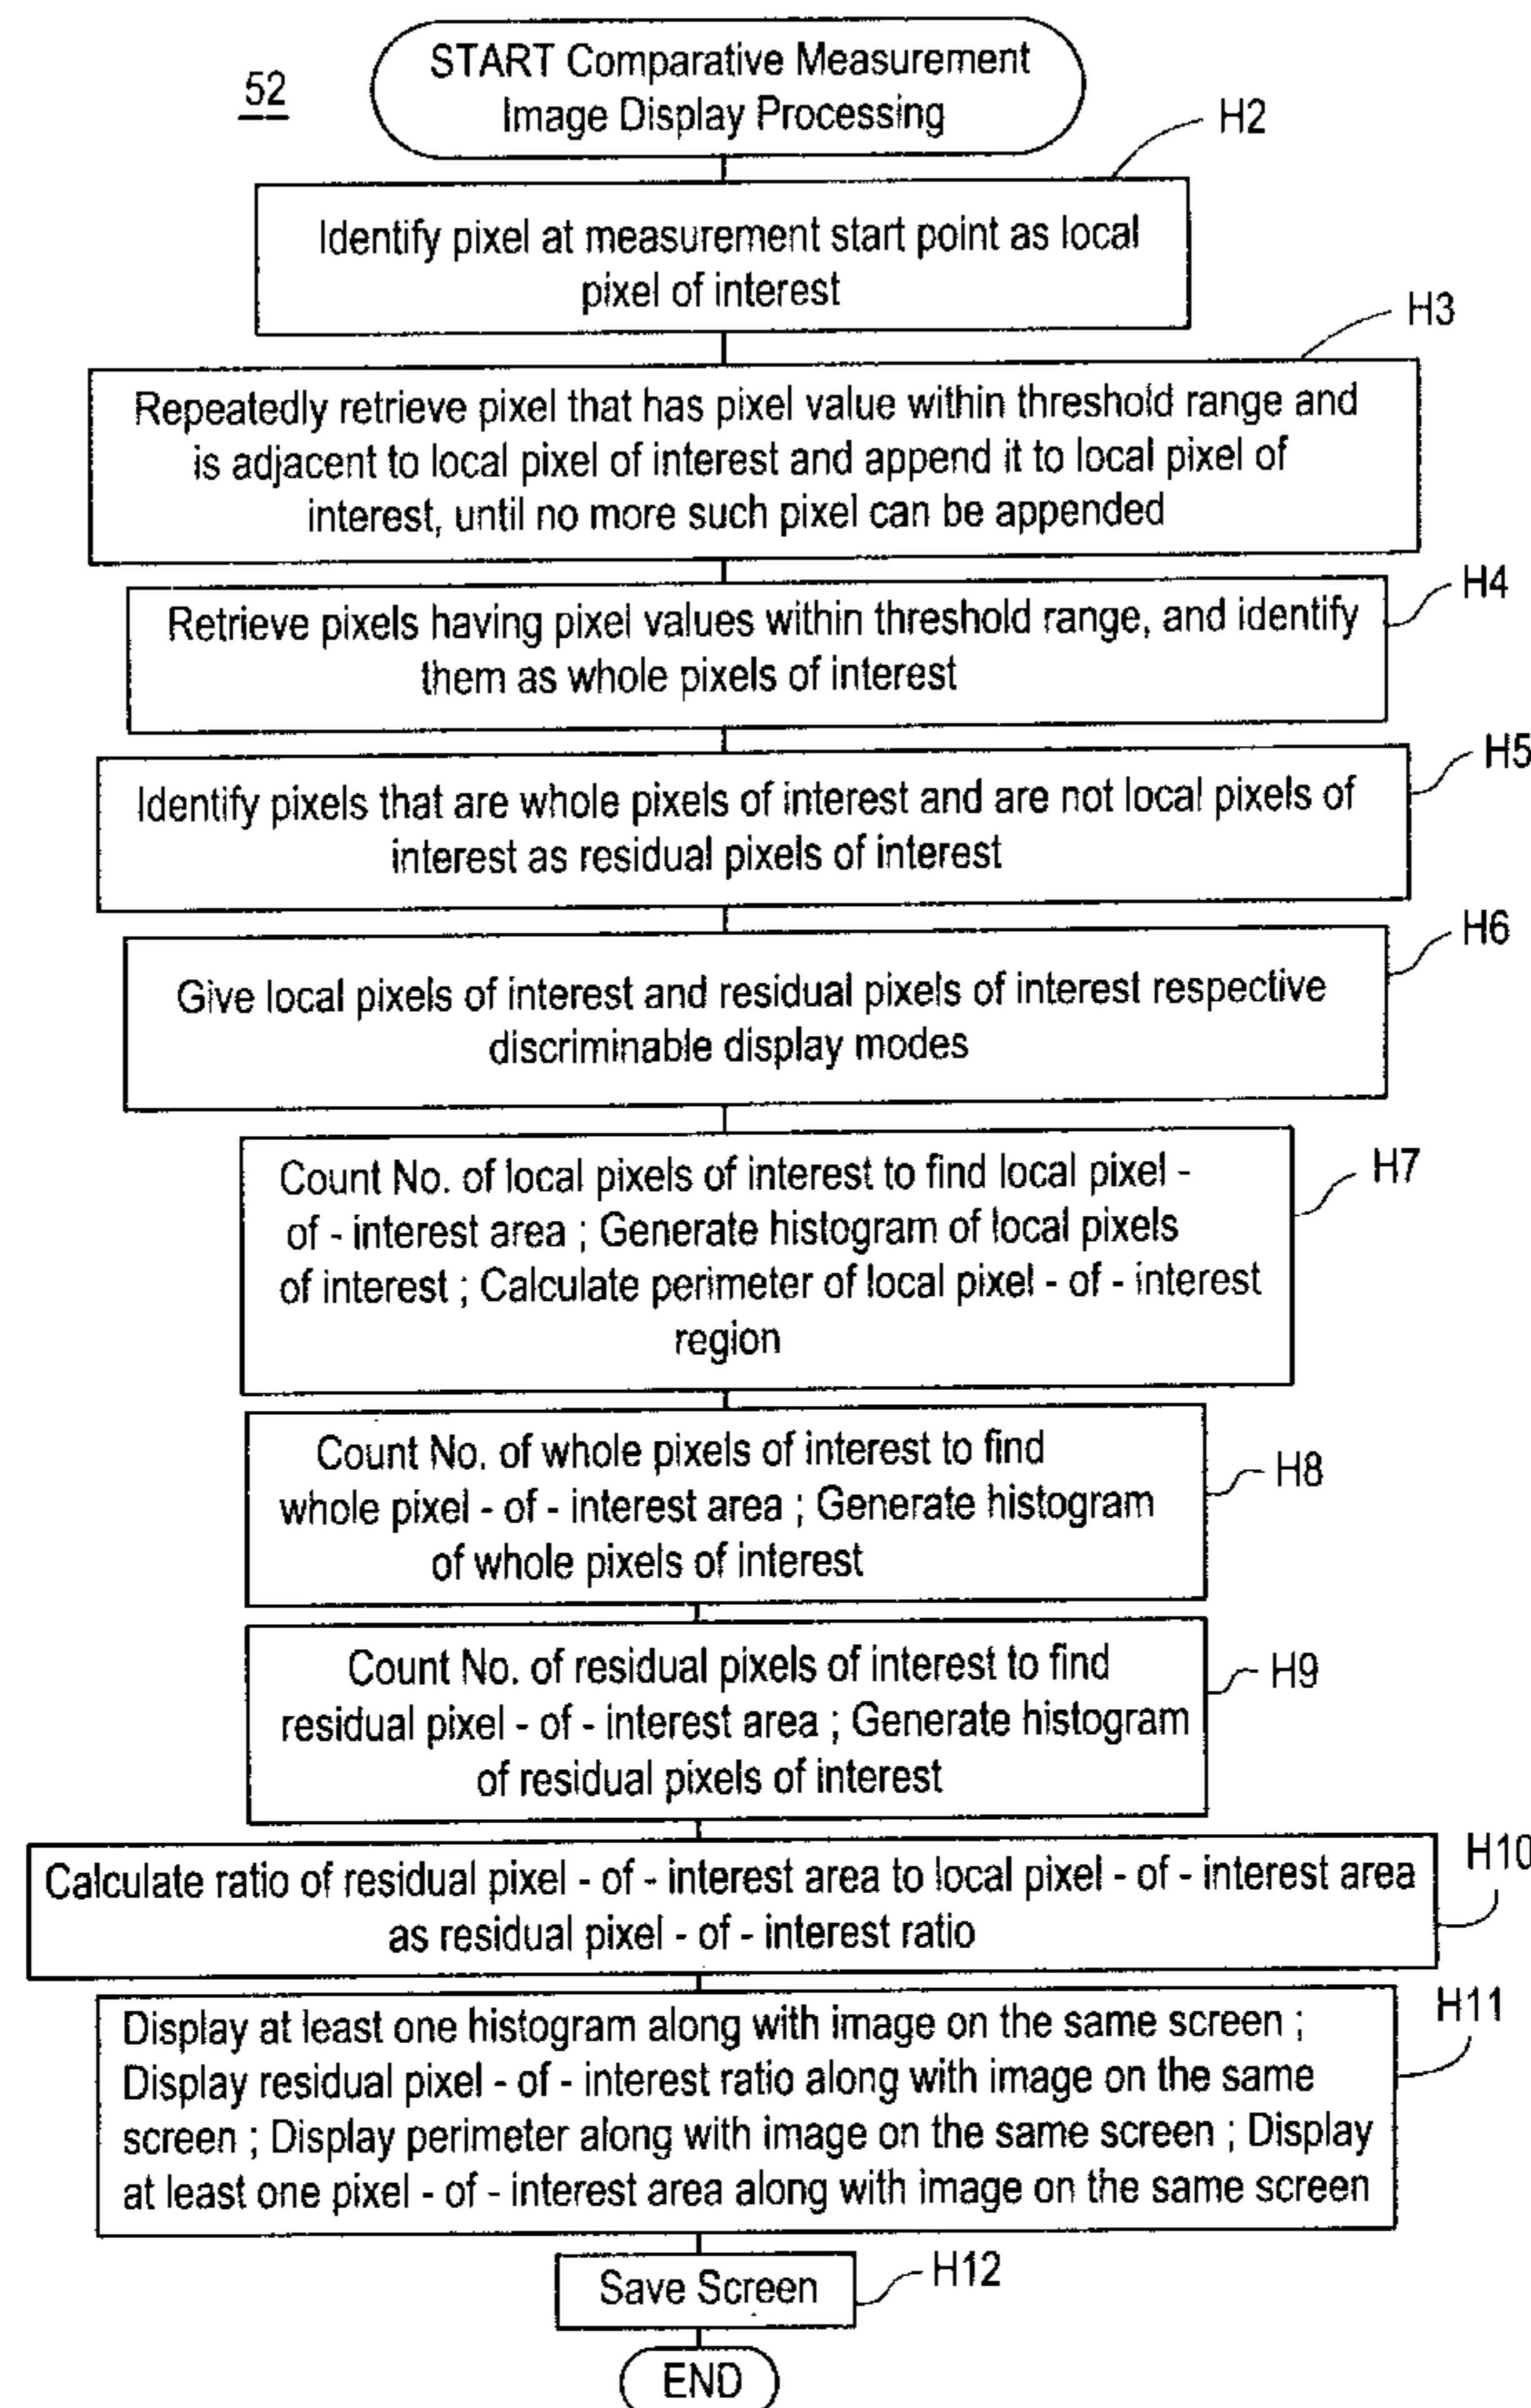 52
START Comparative Measurement
Image Display Processing
H2
Identify pixel at measurement start point as local
pixel of interest
H3
Repeatedly retrieve pixel that has pixel value within threshold range and
is adjacent to local pixel of interest and append it to local pixel of
interest, until no more such pixel can be appended
H4
Retrieve pixels having pixel values within threshold range, and identify
them as whole pixels of interest
H5
Identify pixels that are whole pixels of interest and are not local pixels of
interest as residual pixels of interest
H6
Give local pixels of interest and residual pixels of interest respective
discriminable display modes
H7
Count No. of local pixels of interest to find local pixel -
of - interest area ; Generate histogram of local pixels
of interest ; Calculate perimeter of local pixel - of - interest
region
H8
Count No. of whole pixels of interest to find
whole pixel - of - interest area ; Generate histogram
of whole pixels of interest
H9
Count No. of residual pixels of interest to find
residual pixel - of - interest area ; Generate histogram
of residual pixels of interest
H10
Calculate ratio of residual pixel - of - interest area to local pixel - of - interest area
as residual pixel - of - interest ratio
H11
Display at least one histogram along with image on the same screen ;
Display residual pixel - of - interest ratio along with image on the same
screen ; Display perimeter along with image on the same screen ; Display
at least one pixel - of - interest area along with image on the same screen
Save Screen
H12
END